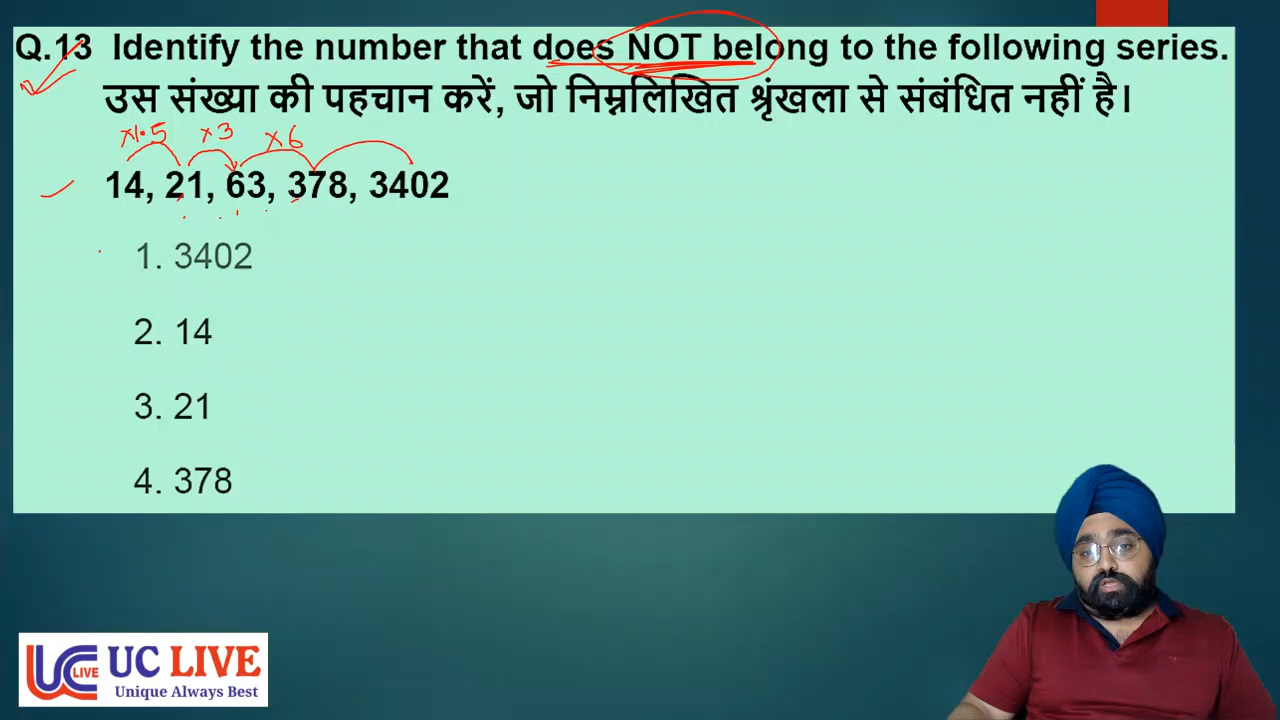 Q.13 Identify the number that does NOT belong to the following series.
उस संख्या की पहचान करें, जो निम्नलिखित श्रृंखला से संबंधित नहीं है।
×1.5 ×3 ×6
14, 21, 63, 378, 3402
1. 3402
2. 14
3. 21
4. 378
UC LIVE
LIVE
Unique Always Best